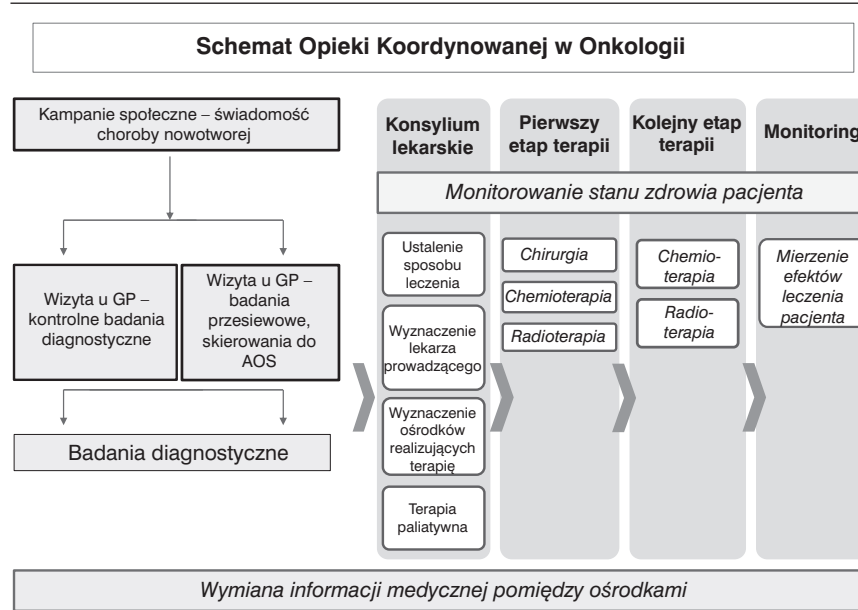 Schemat Opieki Koordynowanej w Onkologii
Kampanie społeczne – świadomość
choroby nowotworej
Wizyta u GP –
kontrolne badania
diagnostyczne
Wizyta u GP –
badania
przesiewowe,
skierowania do
AOS
Badania diagnostyczne
Konsylium
lekarskie
Pierwszy
etap terapii
Kolejny etap
terapii
Monitoring
Monitorowanie stanu zdrowia pacjenta
Ustalenie
sposobu
leczenia
Wyznaczenie
lekarza
prowadzącego
Wyznaczenie
ośrodków
realizujących
terapię
Terapia
paliatywna
Chirurgia
Chemioterapia
Radioterapia
Chemio-
terapia
Radio-
terapia
Mierzenie
efektów
leczenia
pacjenta
Wymiana informacji medycznej pomiędzy ośrodkami